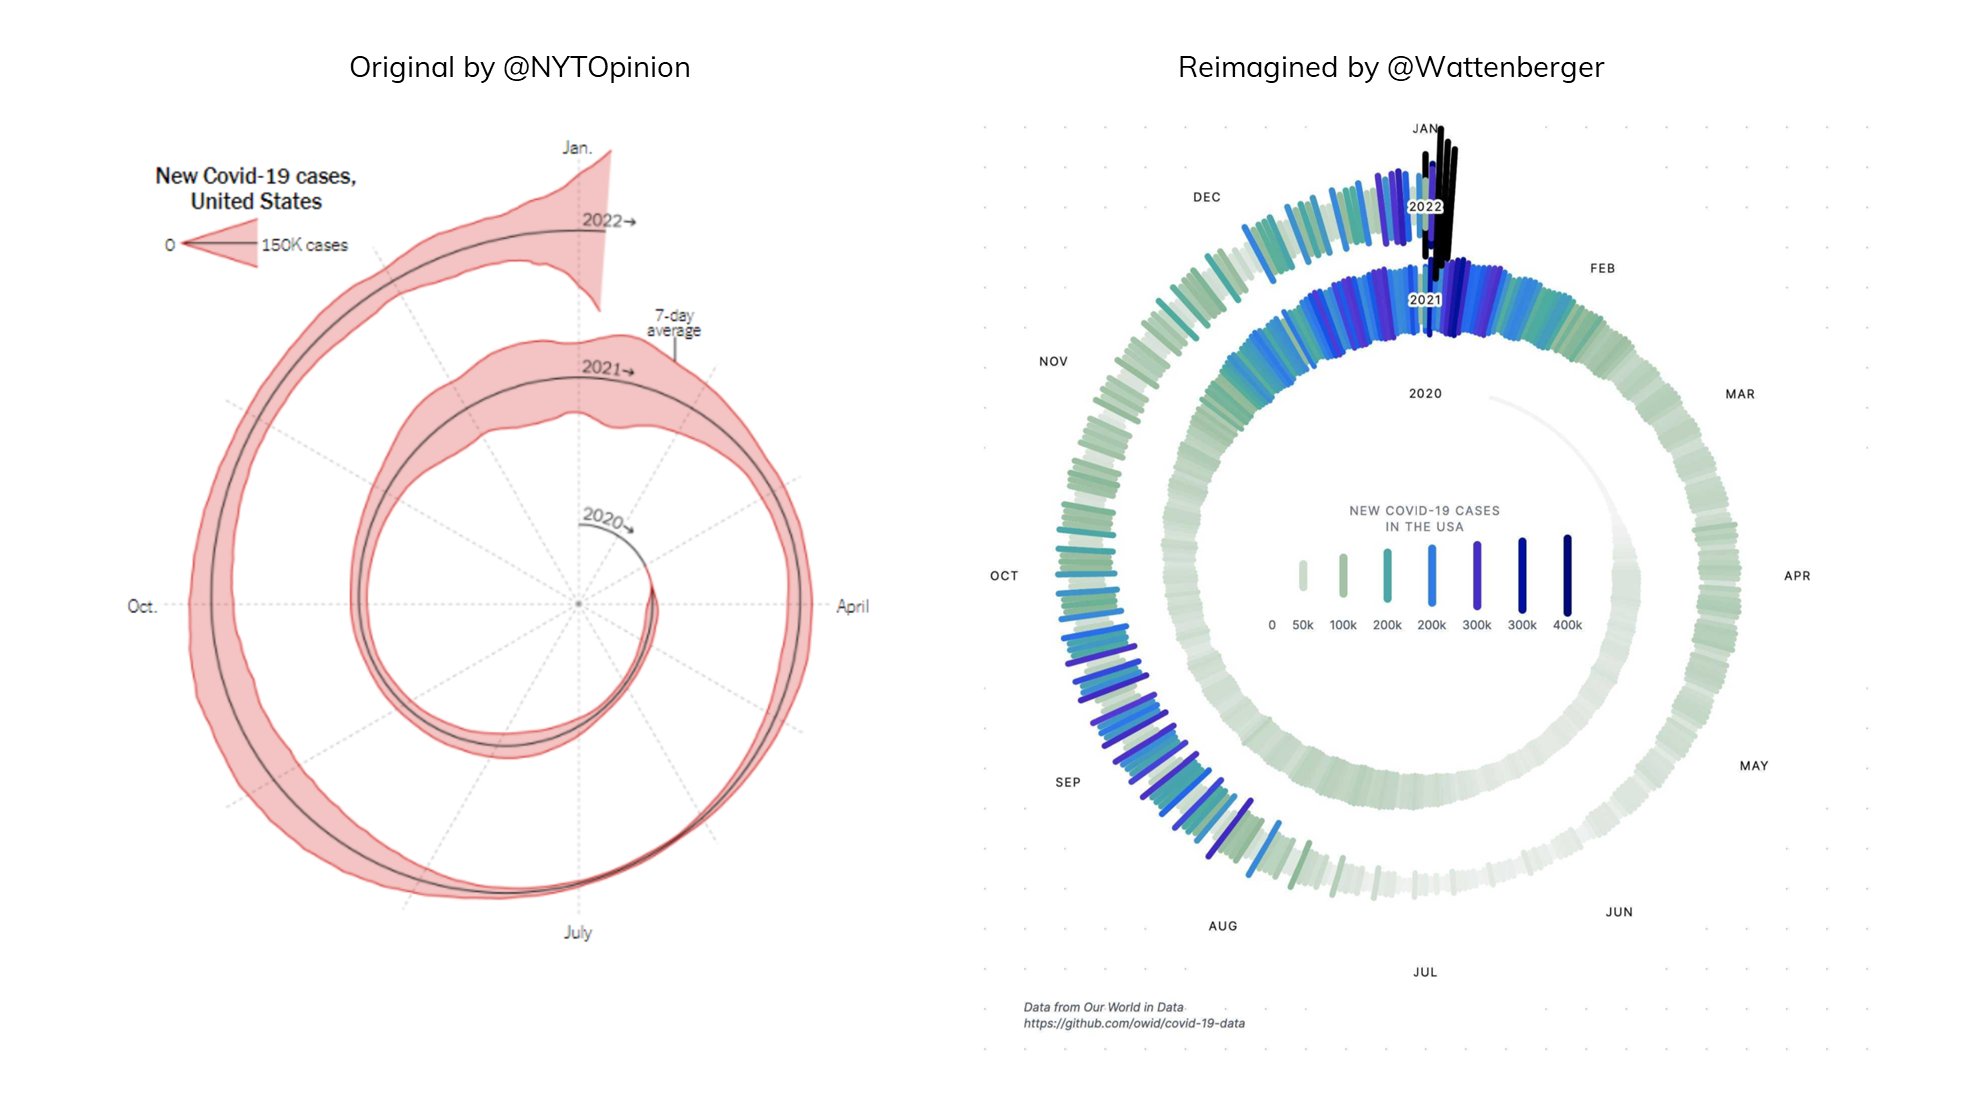 Original by @NYTOpinion
New Covid-19 cases,
United States
0
150K cases
Jan.
2022→
7-day
average
2021→
2020→
Oct.
April
July
Reimagined by @Wattenberger
JAN
DEC
2022
FEB
2021
NOV
2020
MAR
NEW COVID-19 CASES
IN THE USA
OCT
APR
0 50k 100k 200k 200k 300k 300k 400k
MAY
SEP
JUN
AUG
JUL
Data from Our World in Data
https://github.com/owid/covid-19-data